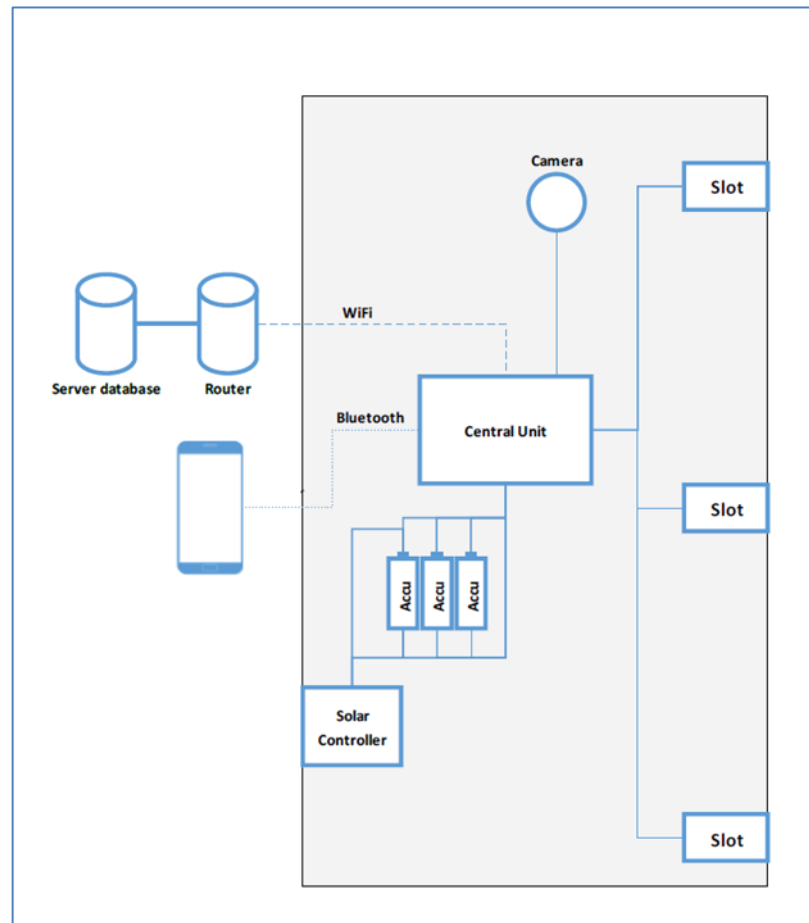 Camera
Slot
WiFi
Server database
Router
Bluetooth
Central Unit
Slot
Accu
Accu
Accu
Solar
Controller
Slot